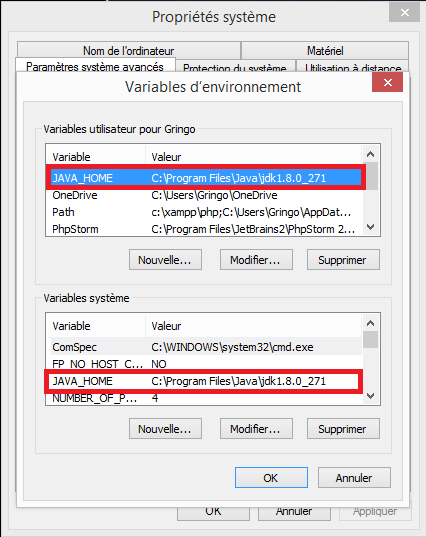 Propriétés système
Nom de l'ordinateur Matériel
Paramètres système avancés Protection du système Utilisation à distance
Variables d'environnement
Variables utilisateur pour Gringo
Variable Valeur
JAVA_HOME C:\Program Files\Java\jdk1.8.0_271
OneDrive C:\Users\Gringo\OneDrive
Path c:\xampp\php;C:\Users\Gringo\AppDat...
PhpStorm C:\Program Files\JetBrains2\PhpStorm 2...
Nouvelle... Modifier... Supprimer
Variables système
Variable Valeur
ComSpec C:\WINDOWS\system32\cmd.exe
FP_NO_HOST_C... NO
JAVA_HOME C:\Program Files\Java\jdk1.8.0_271
NUMBER_OF_P... 4
Nouvelle... Modifier... Supprimer
OK Annuler
OK Annuler Appliquer